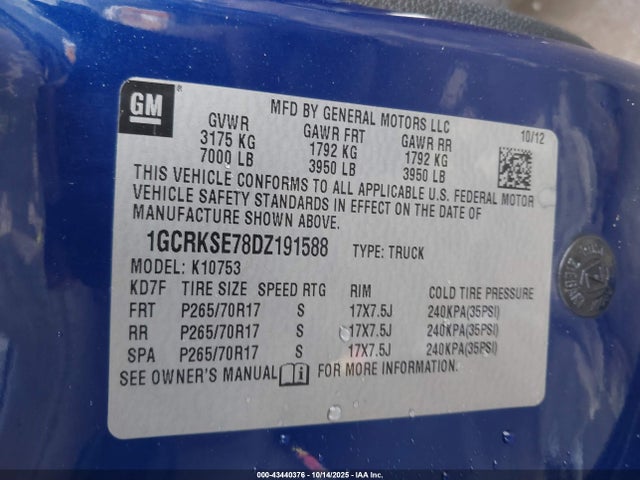 GM ®
MFD BY GENERAL MOTORS LLC
10/12
GVWR GAWR FRT GAWR RR
3175 KG 1792 KG 1792 KG
7000 LB 3950 LB 3950 LB
THIS VEHICLE CONFORMS TO ALL APPLICABLE U.S. FEDERAL MOTOR
VEHICLE SAFETY STANDARDS IN EFFECT ON THE DATE OF
MANUFACTURE SHOWN ABOVE.
1GCRKSE78DZ191588 TYPE: TRUCK
MODEL: K10753
KD7F TIRE SIZE SPEED RTG RIM COLD TIRE PRESSURE
FRT P265/70R17 S 17X7.5J 240KPA(35PSI)
RR P265/70R17 S 17X7.5J 240KPA(35PSI)
SPA P265/70R17 S 17X7.5J 240KPA(35PSI)
SEE OWNER'S MANUAL FOR MORE INFORMATION.
000-43440376 - 10/14/2025 - IAA Inc.